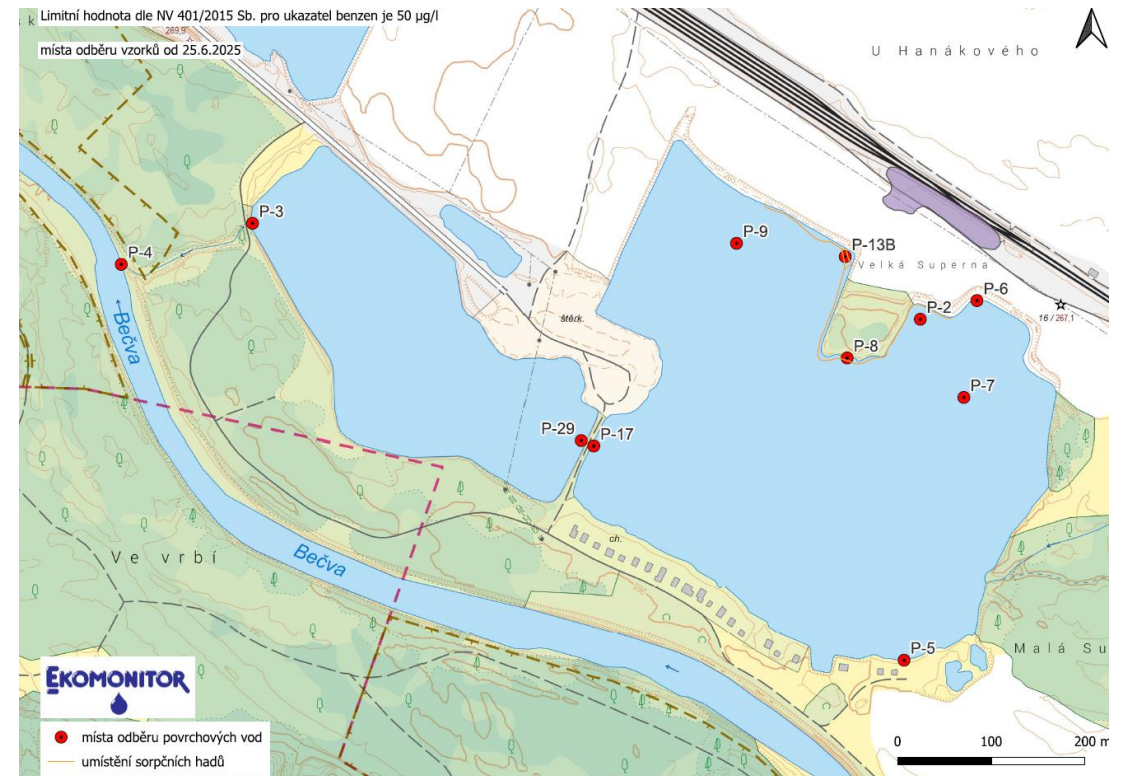 Limitní hodnota dle NV 401/2015 Sb. pro ukazatel benzen je 50 µg/l
místa odběru vzorků od 25.6.2025
U Hanákového
P-3
P-9
P-4
P-13B
Velká Superna
P-6
P-2
16 / 267,1
štěrk.
P-8
Bečva
P-7
P-29
P-17
ch.
Ve vrbí
Bečva
P-5
Malá Su
EKOMONITOR
místa odběru povrchových vod
umístění sorpčních hadů
0 100 200 m